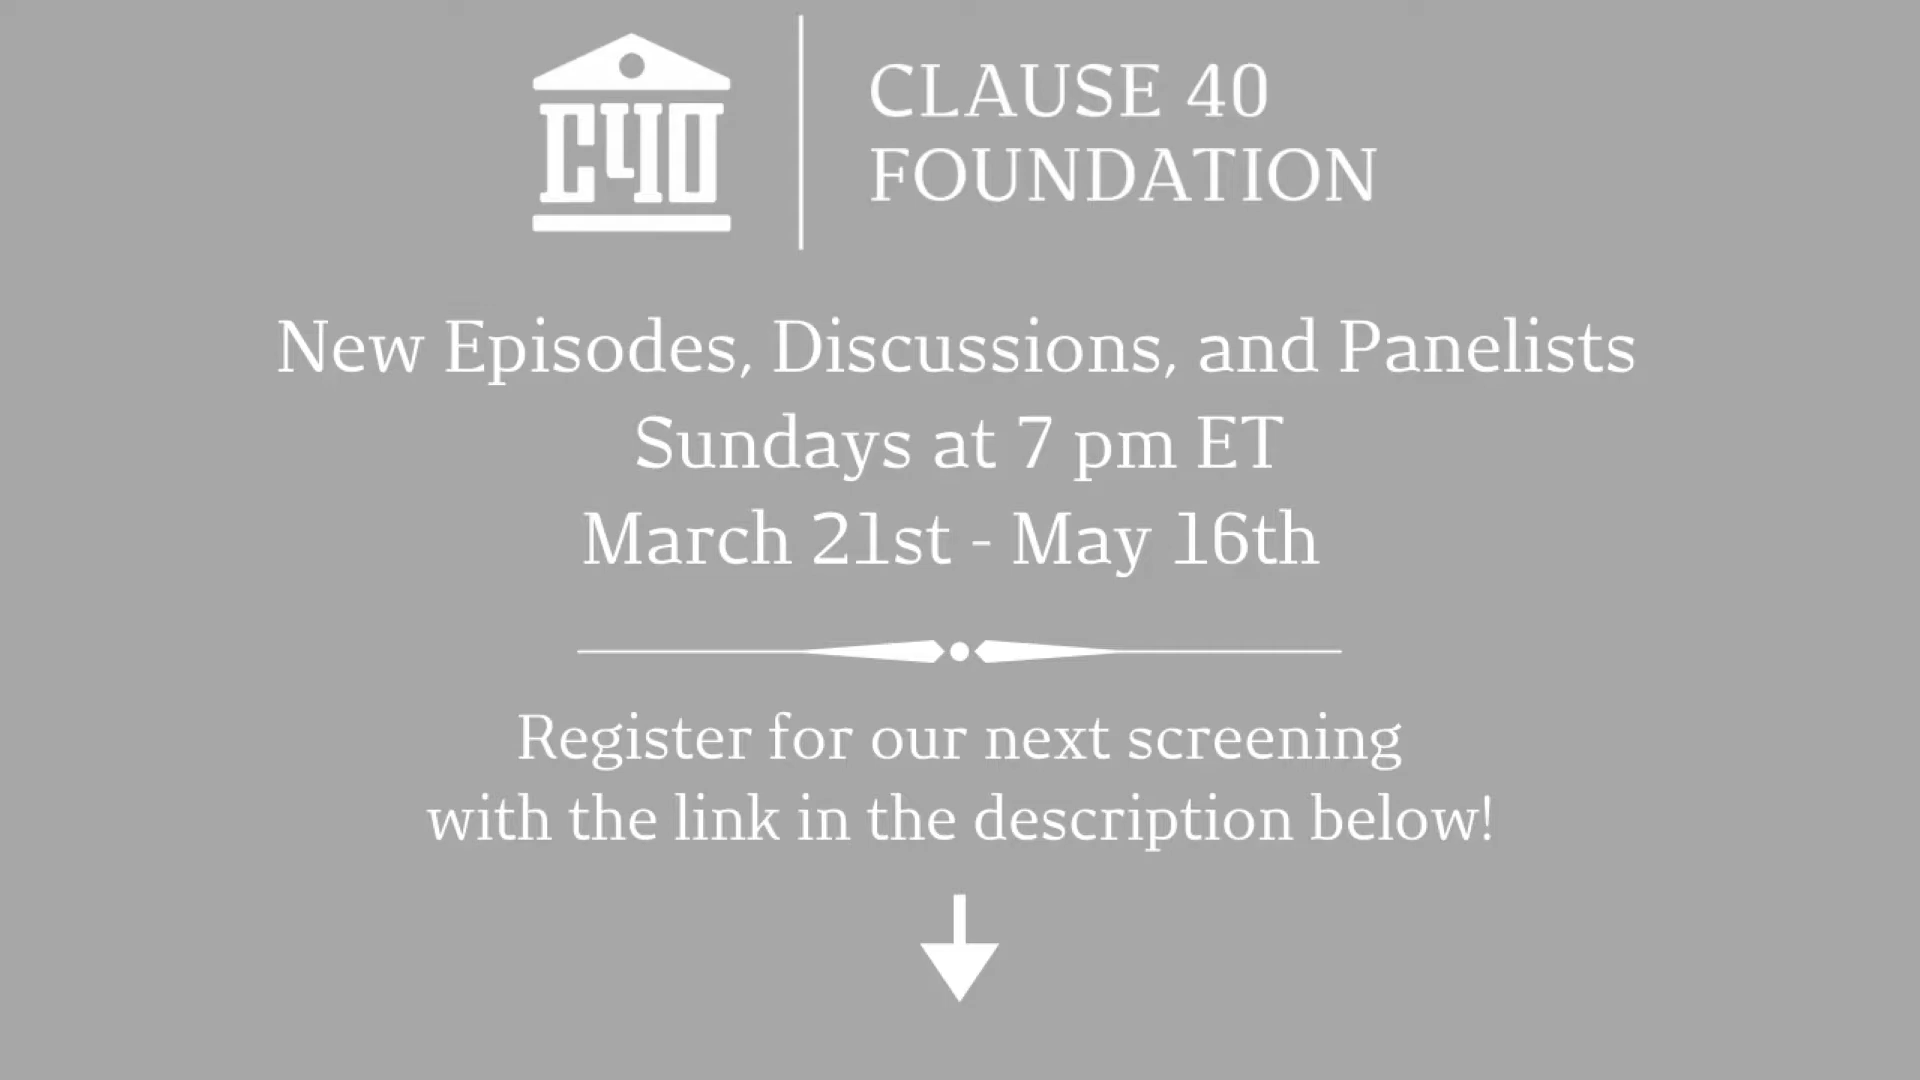 C40
CLAUSE 40
FOUNDATION
New Episodes, Discussions, and Panelists
Sundays at 7 pm ET
March 21st - May 16th
Register for our next screening
with the link in the description below!